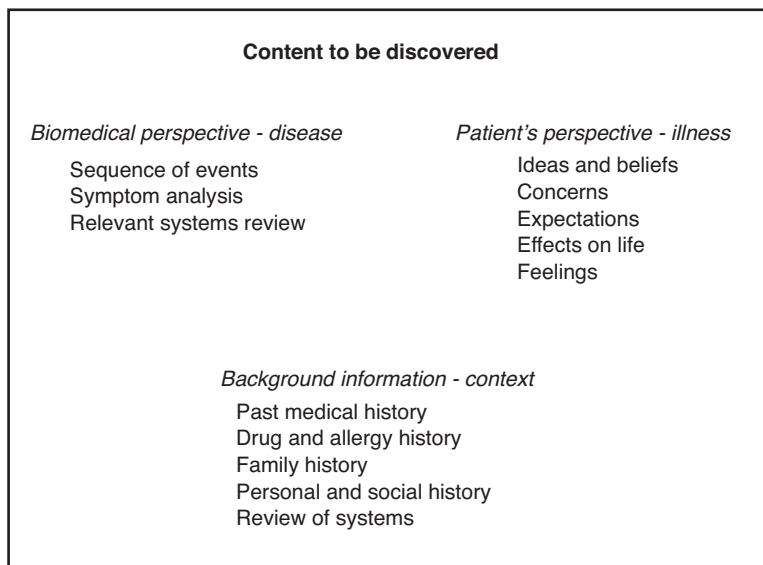 Content to be discovered
Biomedical perspective - disease
Sequence of events
Symptom analysis
Relevant systems review
Patient's perspective - illness
Ideas and beliefs
Concerns
Expectations
Effects on life
Feelings
Background information - context
Past medical history
Drug and allergy history
Family history
Personal and social history
Review of systems